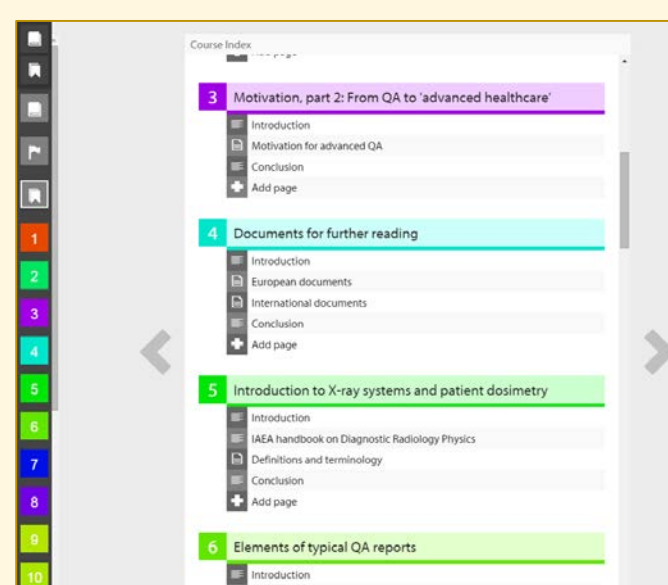 Course Index
3 Motivation, part 2: From QA to 'advanced healthcare'
Introduction
Motivation for advanced QA
Conclusion
Add page
4 Documents for further reading
Introduction
European documents
International documents
Conclusion
Add page
5 Introduction to X-ray systems and patient dosimetry
Introduction
IAEA handbook on Diagnostic Radiology Physics
Definitions and terminology
Conclusion
Add page
6 Elements of typical QA reports
Introduction
1
2
3
4
5
6
7
8
9
10